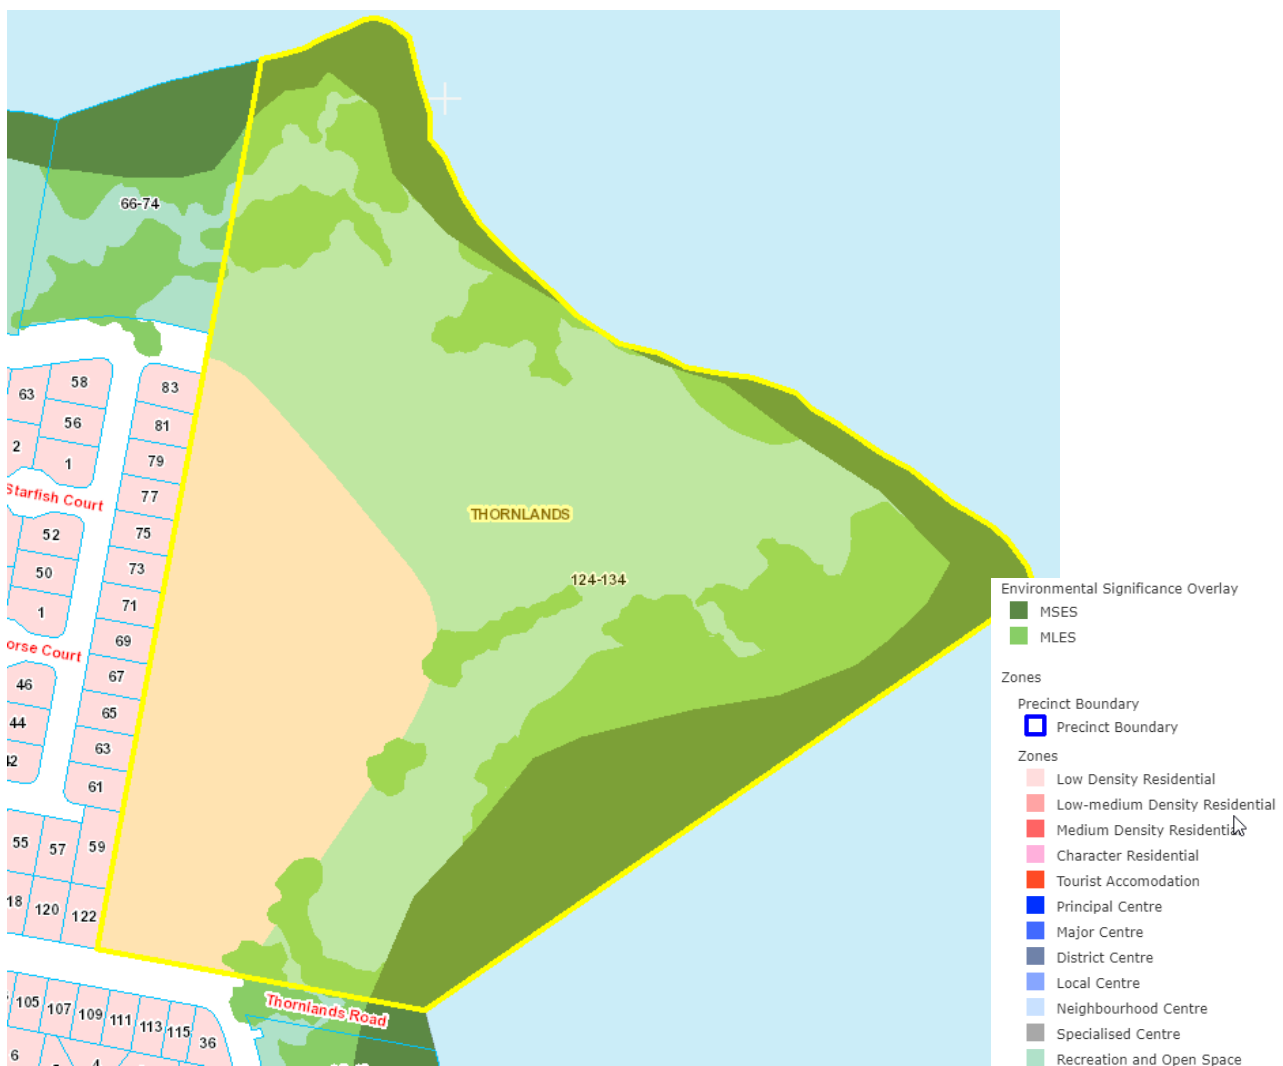 66-74
63
58
83
56
81
2
1
79
77
Starfish Court
THORNLANDS
52
75
50
73
124-134
1
71
69
orse Court
67
46
65
44
63
42
61
55
57
59
18
120
122
105
107
109
111
113
115
36
Thornlands Road
6
4
Environmental Significance Overlay
MSES
MLES
Zones
Precinct Boundary
Precinct Boundary
Zones
Low Density Residential
Low-medium Density Residential
Medium Density Residential
Character Residential
Tourist Accomodation
Principal Centre
Major Centre
District Centre
Local Centre
Neighbourhood Centre
Specialised Centre
Recreation and Open Space